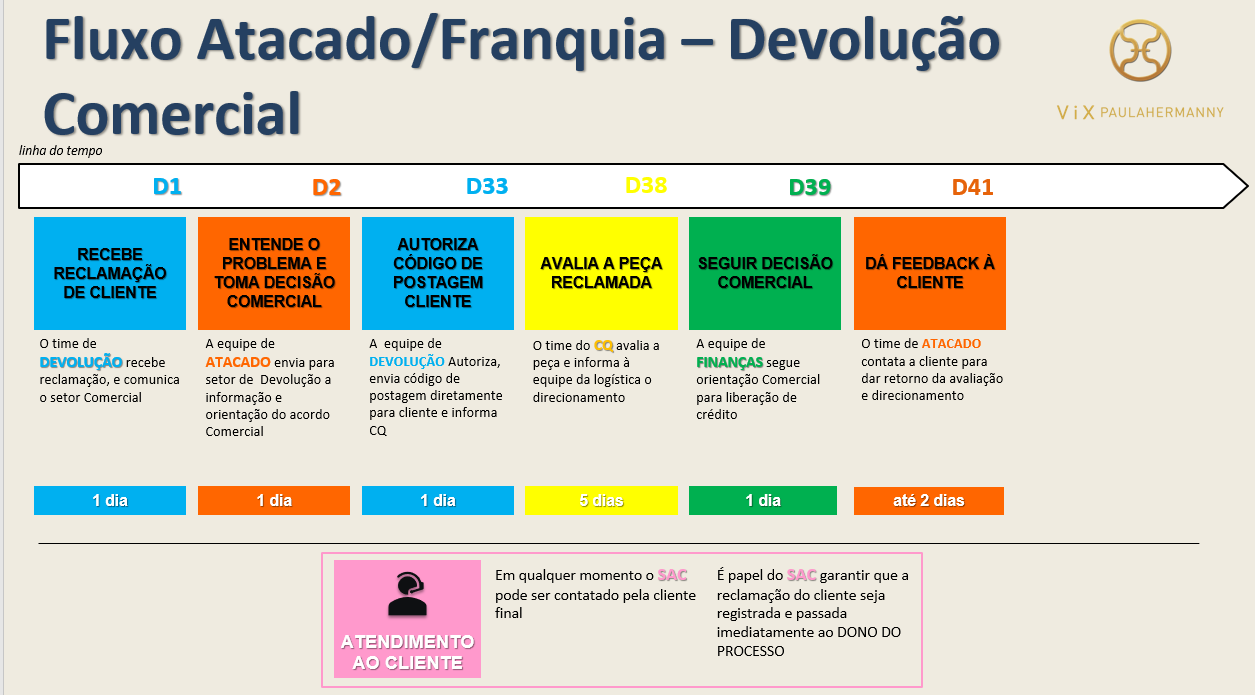 Fluxo Atacado/Franquia – Devolução
Comercial
ViX PAULAHERMANNY
linha do tempo
D1
D2
D33
D38
D39
D41
RECEBE
RECLAMAÇÃO
DE CLIENTE
ENTENDE O
PROBLEMA E
TOMA DECISÃO
COMERCIAL
AUTORIZA
CÓDIGO DE
POSTAGEM
CLIENTE
AVALIA A PEÇA
RECLAMADA
SEGUIR DECISÃO
COMERCIAL
DÁ FEEDBACK À
CLIENTE
O time de
DEVOLUÇÃO recebe
reclamação, e comunica
o setor Comercial
A equipe de
ATACADO envia para
setor de Devolução a
informação e
orientação do acordo
Comercial
A equipe de
DEVOLUÇÃO Autoriza,
envia código de
postagem diretamente
para cliente e informa
CQ
O time do CQ avalia a
peça e informa à
equipe da logística o
direcionamento
A equipe de
FINANÇAS segue
orientação Comercial
para liberação de
crédito
O time de ATACADO
contata a cliente para
dar retorno da avaliação
e direcionamento
1 dia
1 dia
1 dia
5 dias
1 dia
até 2 dias
ATENDIMENTO
AO CLIENTE
Em qualquer momento o SAC
pode ser contatado pela cliente
final
É papel do SAC garantir que a
reclamação do cliente seja
registrada e passada
imediatamente ao DONO DO
PROCESSO